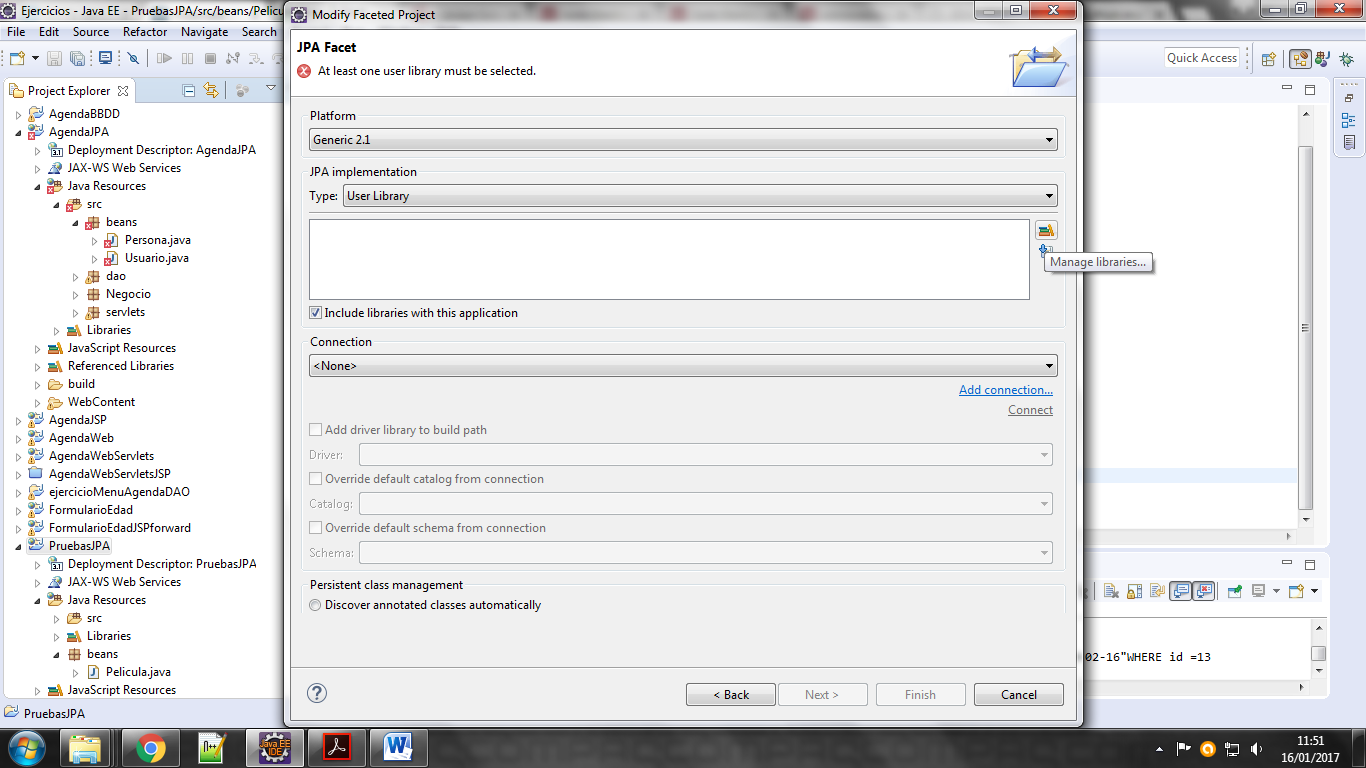 Ejercicios - Java EE - PruebasJPA/src/beans/Pelicu
File Edit Source Refactor Navigate Search
Quick Access
Project Explorer
AgendaBBDD
AgendaJPA
Deployment Descriptor: AgendaJPA
JAX-WS Web Services
Java Resources
src
beans
Persona.java
Usuario.java
dao
Negocio
servlets
Libraries
JavaScript Resources
Referenced Libraries
build
WebContent
AgendaJSP
AgendaWeb
AgendaWebServlets
AgendaWebServletsJSP
ejercicioMenuAgendaDAO
FormularioEdad
FormularioEdadJSPforward
PruebasJPA
Deployment Descriptor: PruebasJPA
JAX-WS Web Services
Java Resources
src
Libraries
beans
Pelicula.java
JavaScript Resources
PruebasJPA
Modify Faceted Project
JPA Facet
At least one user library must be selected.
Platform
Generic 2.1
JPA implementation
Type: User Library
Manage libraries...
Include libraries with this application
Connection
<None>
Add connection...
Connect
Add driver library to build path
Driver:
Override default catalog from connection
Catalog:
Override default schema from connection
Schema:
Persistent class management
Discover annotated classes automatically
< Back Next > Finish Cancel
02-16"WHERE id =13
Java EE
IDE
11:51
16/01/2017